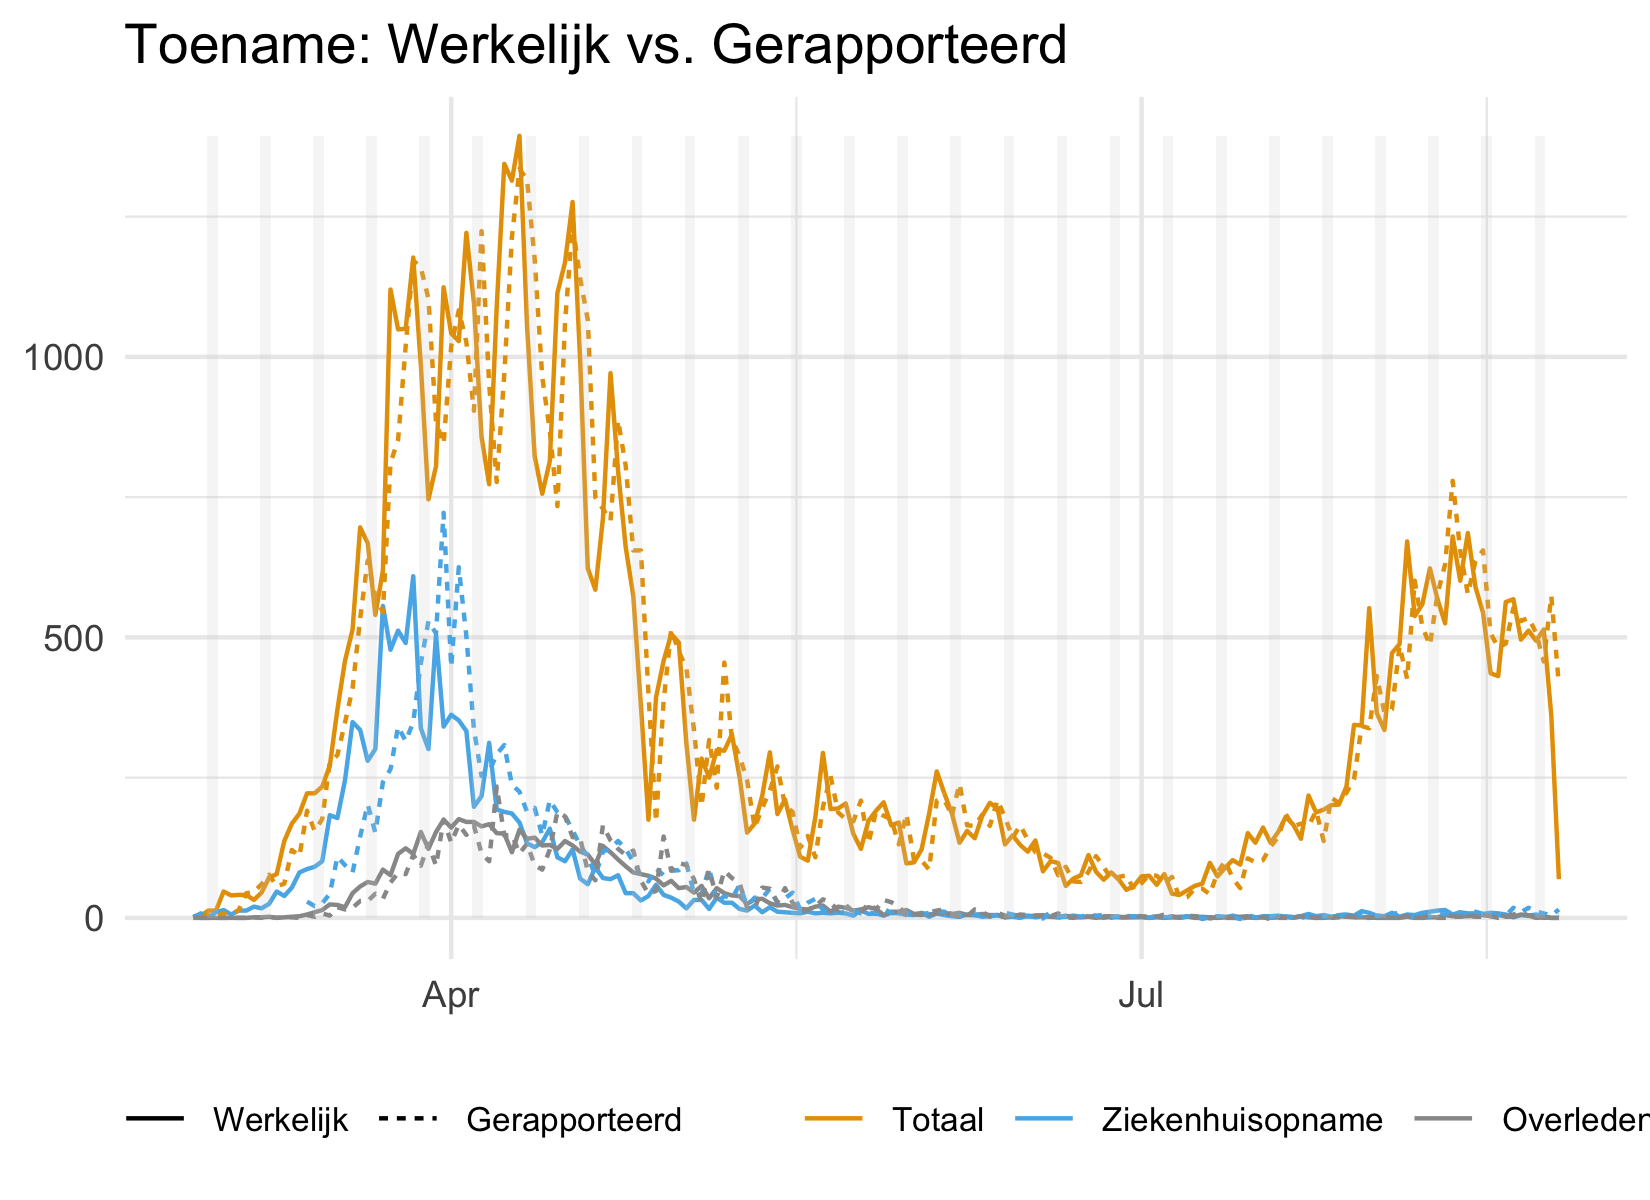 Toename: Werkelijk vs. Gerapporteerd
1000
500
0
Apr Jul
Werkelijk Gerapporteerd Totaal Ziekenhuisopname Overleden